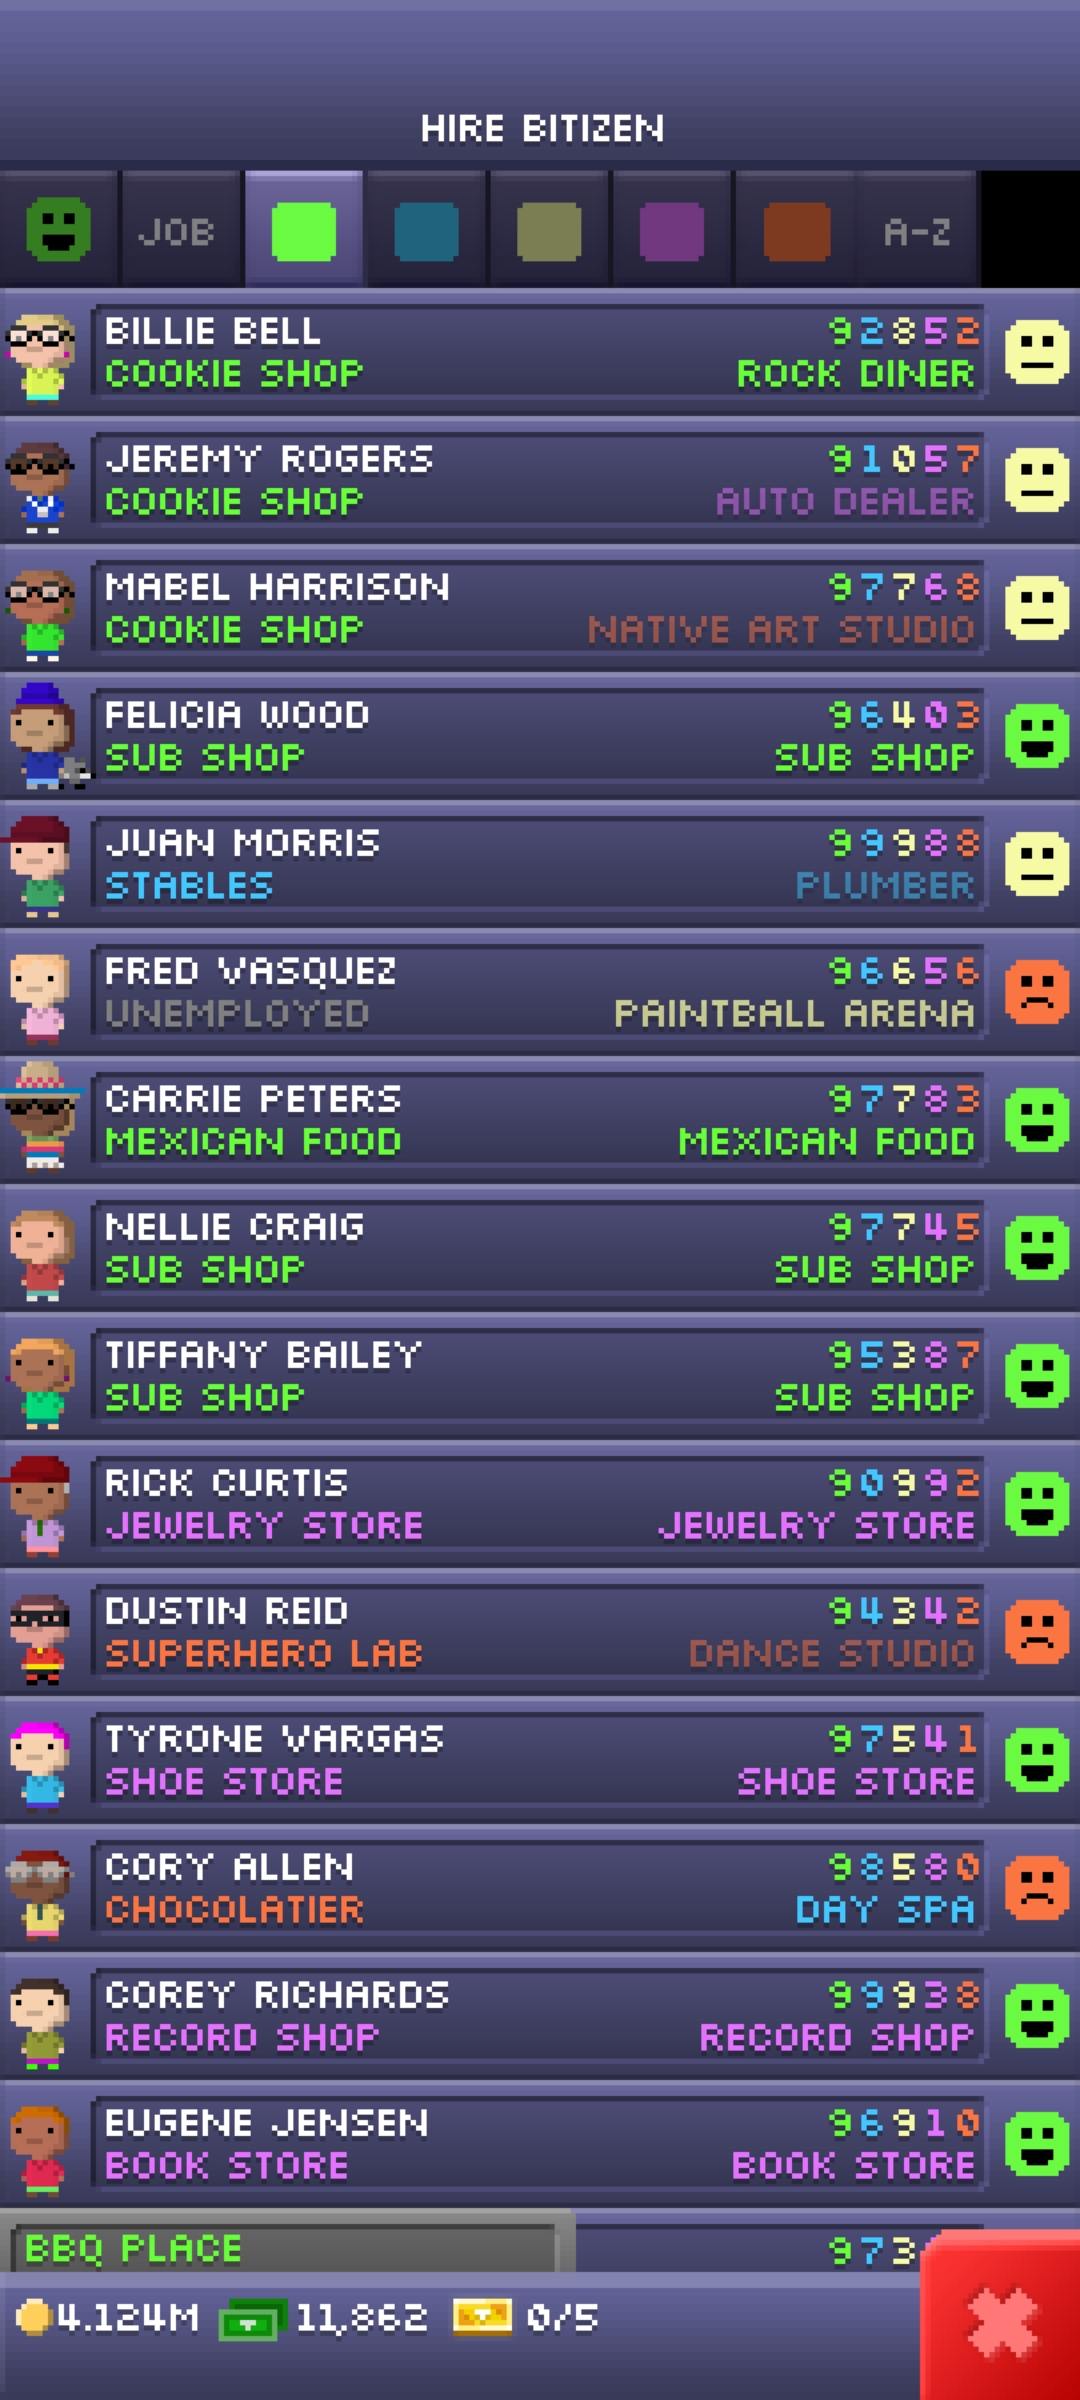 HIRE BITIZEN
JOB A-Z
BILLIE BELL 92852
COOKIE SHOP ROCK DINER
JEREMY ROGERS 91057
COOKIE SHOP AUTO DEALER
MABEL HARRISON 97768
COOKIE SHOP NATIVE ART STUDIO
FELICIA WOOD 96403
SUB SHOP SUB SHOP
JUAN MORRIS 99988
STABLES PLUMBER
FRED VASQUEZ 96656
UNEMPLOYED PAINTBALL ARENA
CARRIE PETERS 97783
MEXICAN FOOD MEXICAN FOOD
NELLIE CRAIG 97745
SUB SHOP SUB SHOP
TIFFANY BAILEY 95387
SUB SHOP SUB SHOP
RICK CURTIS 90992
JEWELRY STORE JEWELRY STORE
DUSTIN REID 94342
SUPERHERO LAB DANCE STUDIO
TYRONE VARGAS 97541
SHOE STORE SHOE STORE
CORY ALLEN 98580
CHOCOLATIER DAY SPA
COREY RICHARDS 99938
RECORD SHOP RECORD SHOP
EUGENE JENSEN 96910
BOOK STORE BOOK STORE
BBQ PLACE 973
4.124M 11,862 0/5